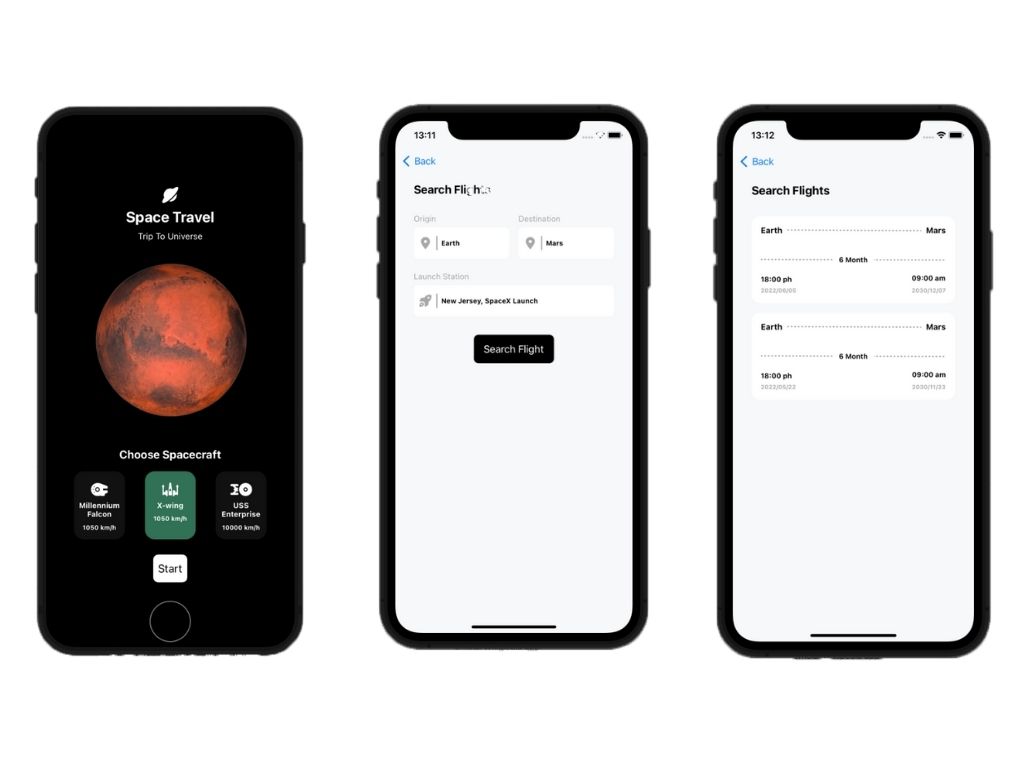 Space Travel
Trip To Universe
Choose Spacecraft
Millennium
Falcon
1050 km/h
X-wing
1050 km/h
USS
Enterprise
10000 km/h
Start
13:11
Back
Search Flights
Origin
Destination
Earth
Mars
Launch Station
New Jersey, SpaceX Launch
Search Flight
13:12
Back
Search Flights
Earth
Mars
6 Month
18:00 ph
09:00 am
2022/06/05
2030/12/07
Earth
Mars
6 Month
18:00 ph
09:00 am
2022/05/22
2030/11/23